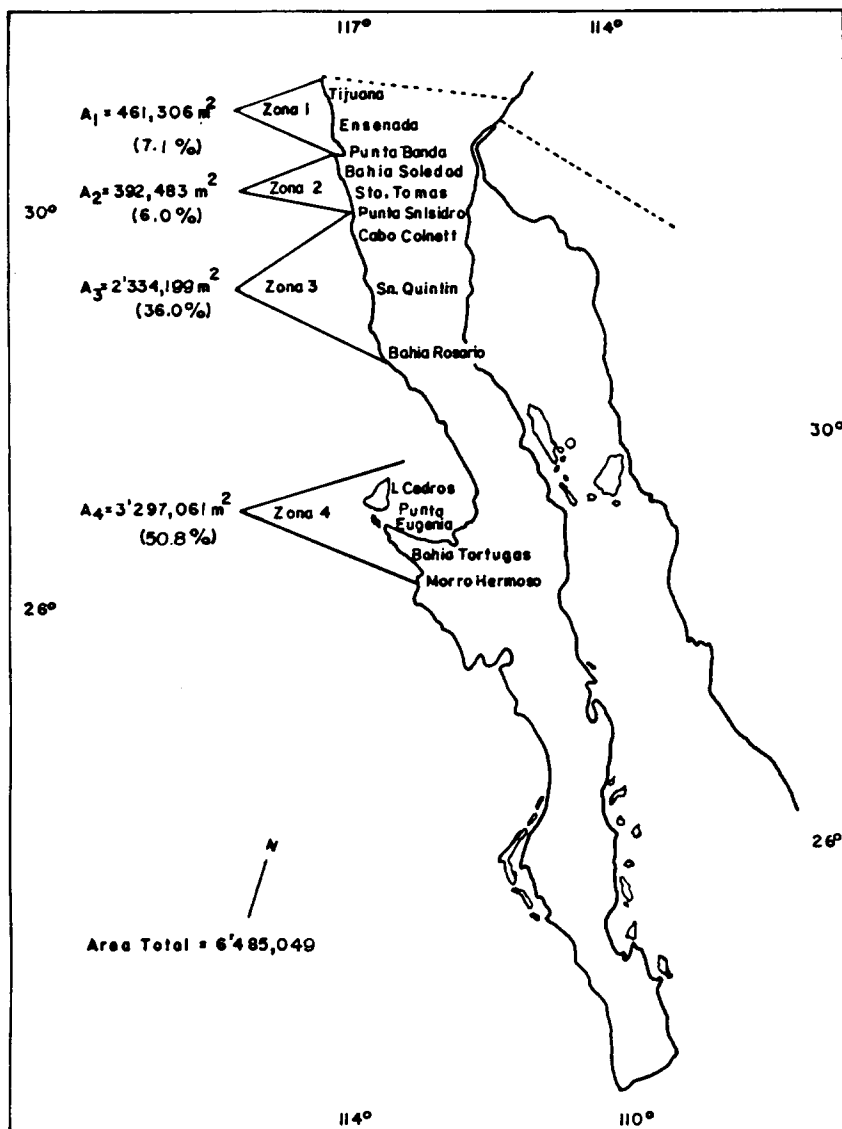 117° 114°
Tijuana
A₁ = 461,306 m² Zona 1
Ensenada
(7.1 %)
Punta Banda
Bahia Soledad
A₂= 392,483 m² Zona 2 Sto. Tomas
(6.0 %)
30° Punta Sn Isidro
Cabo Colnett
A₃= 2'334,199 m² Zona 3 Sn. Quintin
(36.0%)
Bahia Rosario
30°
I. Cedros
A₄= 3'297,061 m² Zona 4 Punta
Eugenia
(50.8 %)
Bahia Tortugas
Morro Hermoso
26°
26°
N
Area Total = 6'485,049
114° 110°